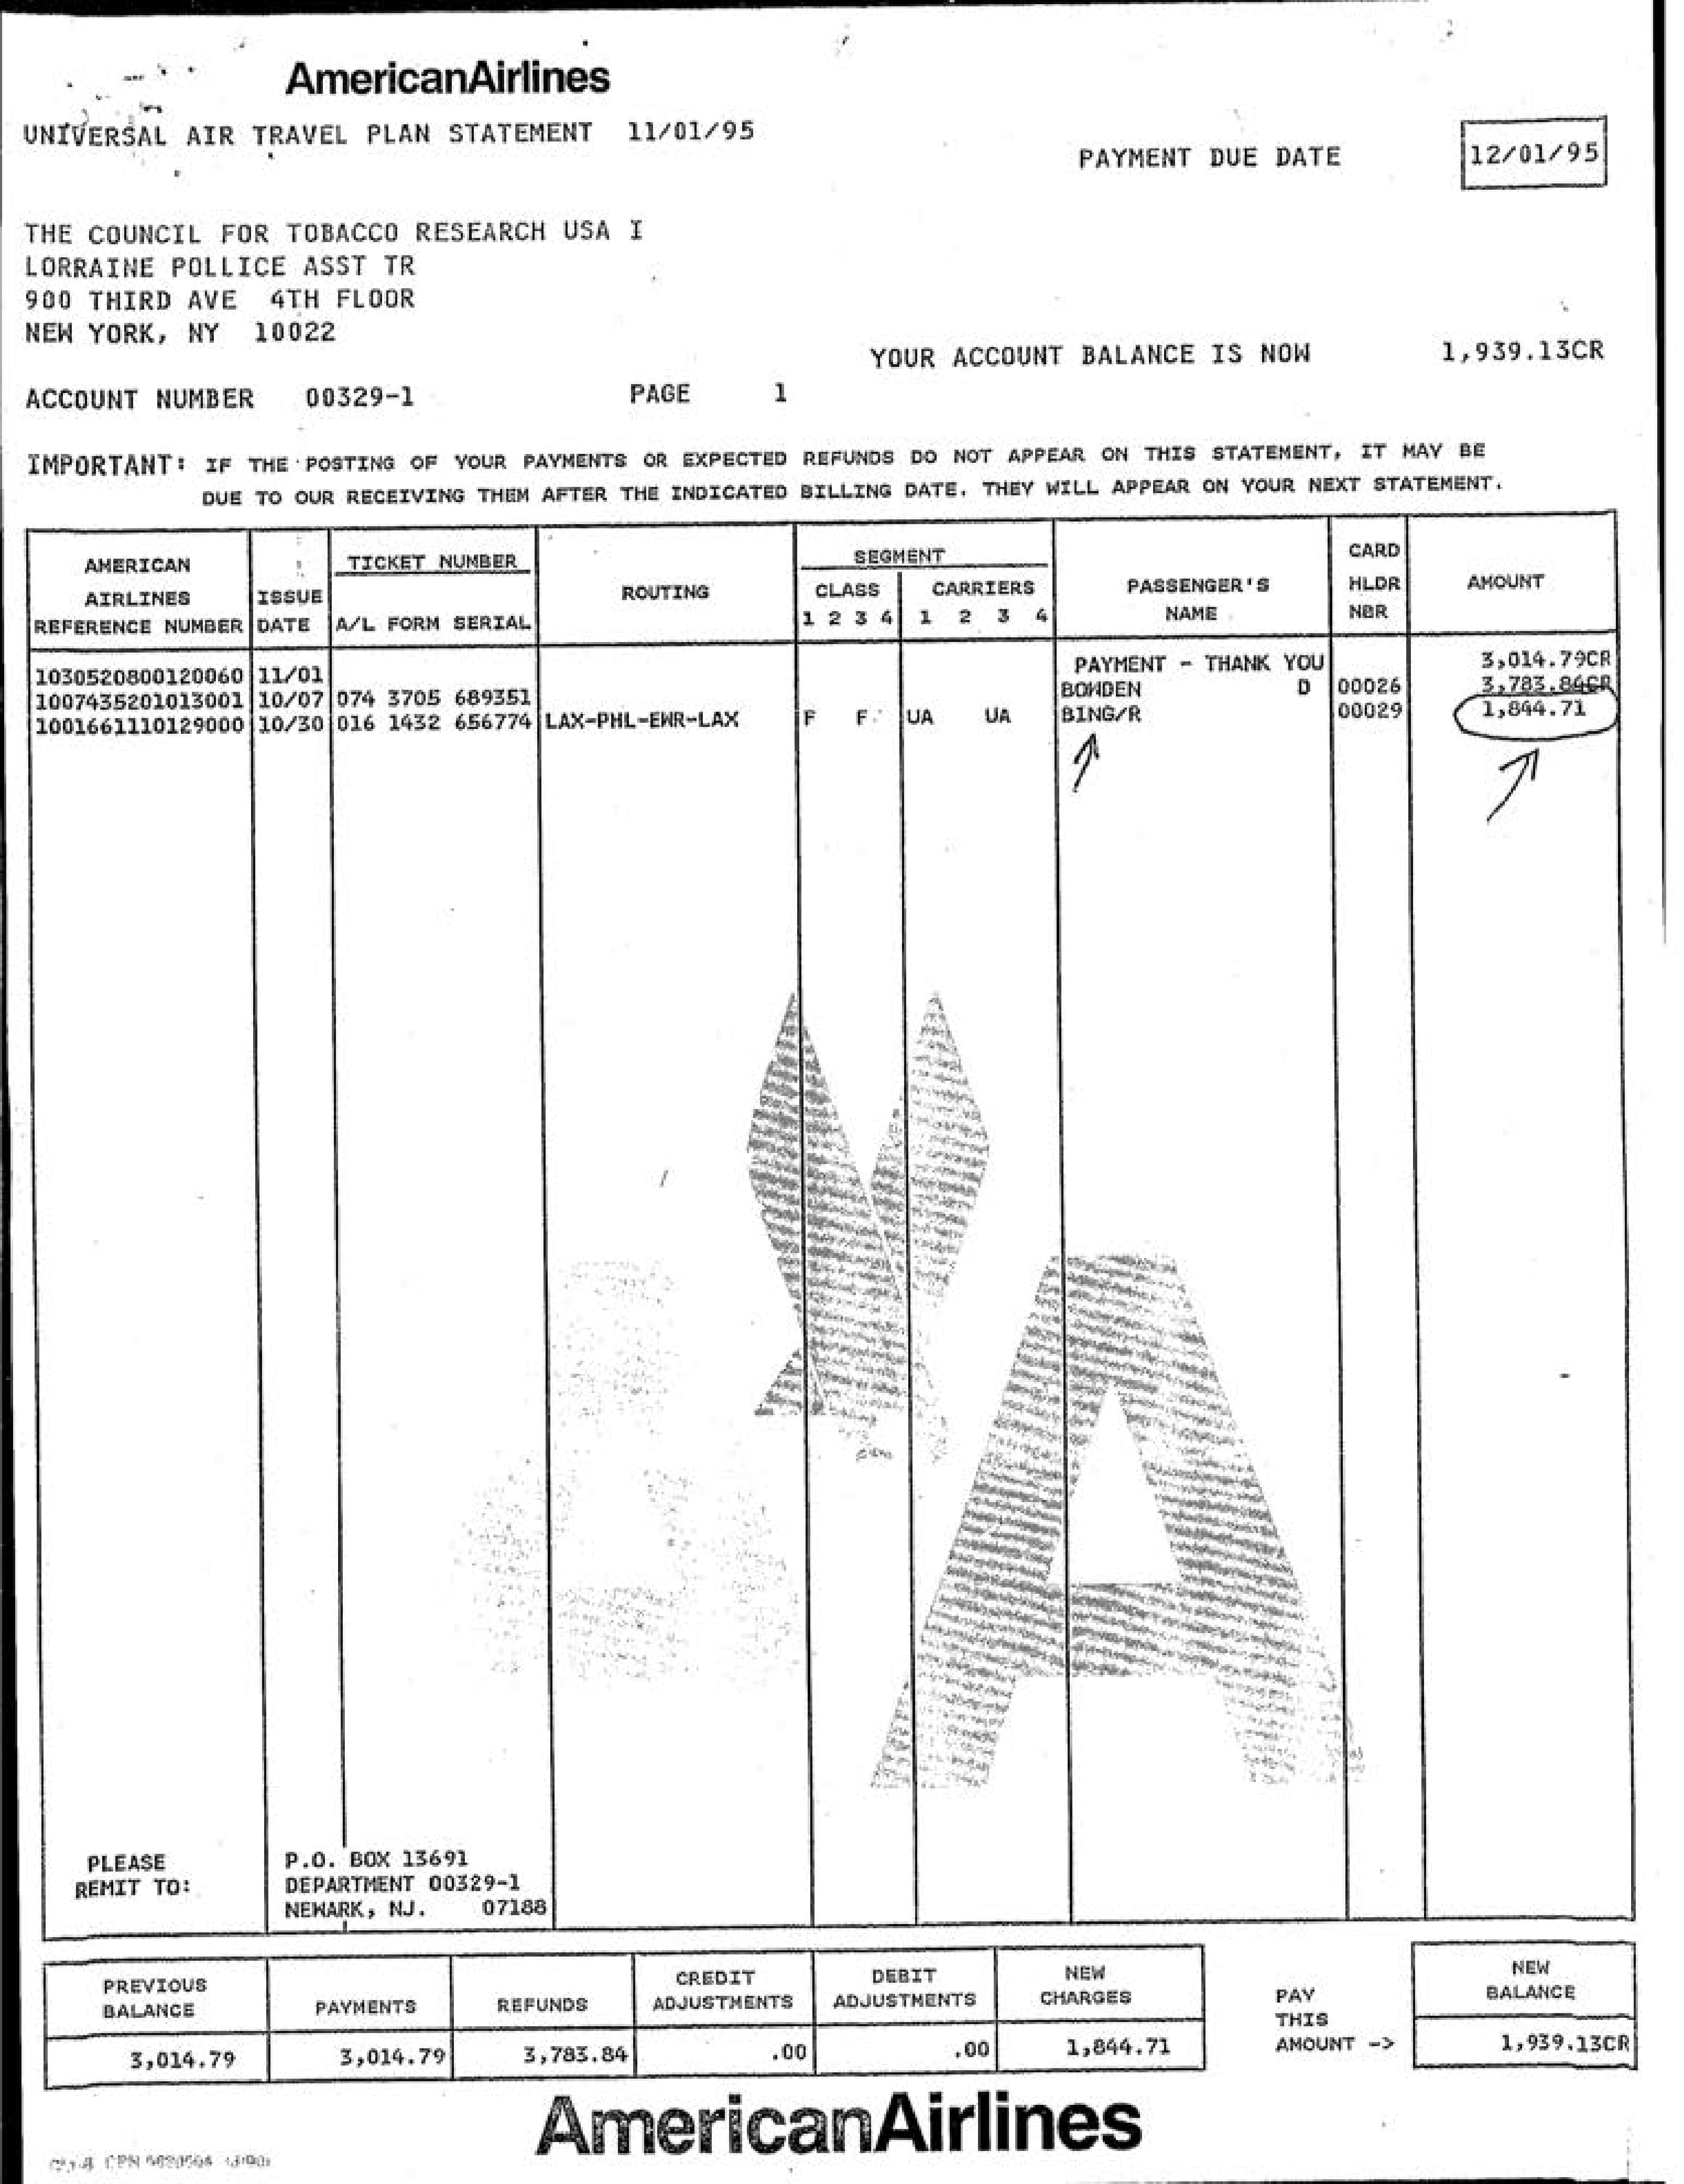 AmericanAirlines
UNIVERSAL AIR TRAVEL PLAN STATEMENT 11/01/95
PAYMENT DUE DATE 12/01/95
THE COUNCIL FOR TOBACCO RESEARCH USA I
LORRAINE POLLICE ASST TR
900 THIRD AVE 4TH FLOOR
NEW YORK, NY 10022
YOUR ACCOUNT BALANCE IS NOW 1,939.13CR
ACCOUNT NUMBER 00329-1 PAGE 1
IMPORTANT: IF THE POSTING OF YOUR PAYMENTS OR EXPECTED REFUNDS DO NOT APPEAR ON THIS STATEMENT, IT MAY BE
DUE TO OUR RECEIVING THEM AFTER THE INDICATED BILLING DATE. THEY WILL APPEAR ON YOUR NEXT STATEMENT.
AMERICAN TICKET NUMBER SEGMENT CARD
AIRLINES ISSUE ROUTING CLASS CARRIERS PASSENGER'S HLDR AMOUNT
REFERENCE NUMBER DATE A/L FORM SERIAL 1 2 3 4 1 2 3 4 NAME NBR
1030520800120060 11/01 PAYMENT - THANK YOU 3,014.79CR
1007435201013001 10/07 074 3705 689351 BOWDEN D 00026 3,783.84CR
1001661110129000 10/30 016 1432 656774 LAX-PHL-EWR-LAX F F UA UA BING/R 00029 1,844.71
A
PLEASE P.O. BOX 13691
REMIT TO: DEPARTMENT 00329-1
NEWARK, NJ. 07188
PREVIOUS CREDIT DEBIT NEW NEW
BALANCE PAYMENTS REFUNDS ADJUSTMENTS ADJUSTMENTS CHARGES PAY BALANCE
THIS
3,014.79 3,014.79 3,783.84 .00 .00 1,844.71 AMOUNT -> 1,939.13CR
AmericanAirlines